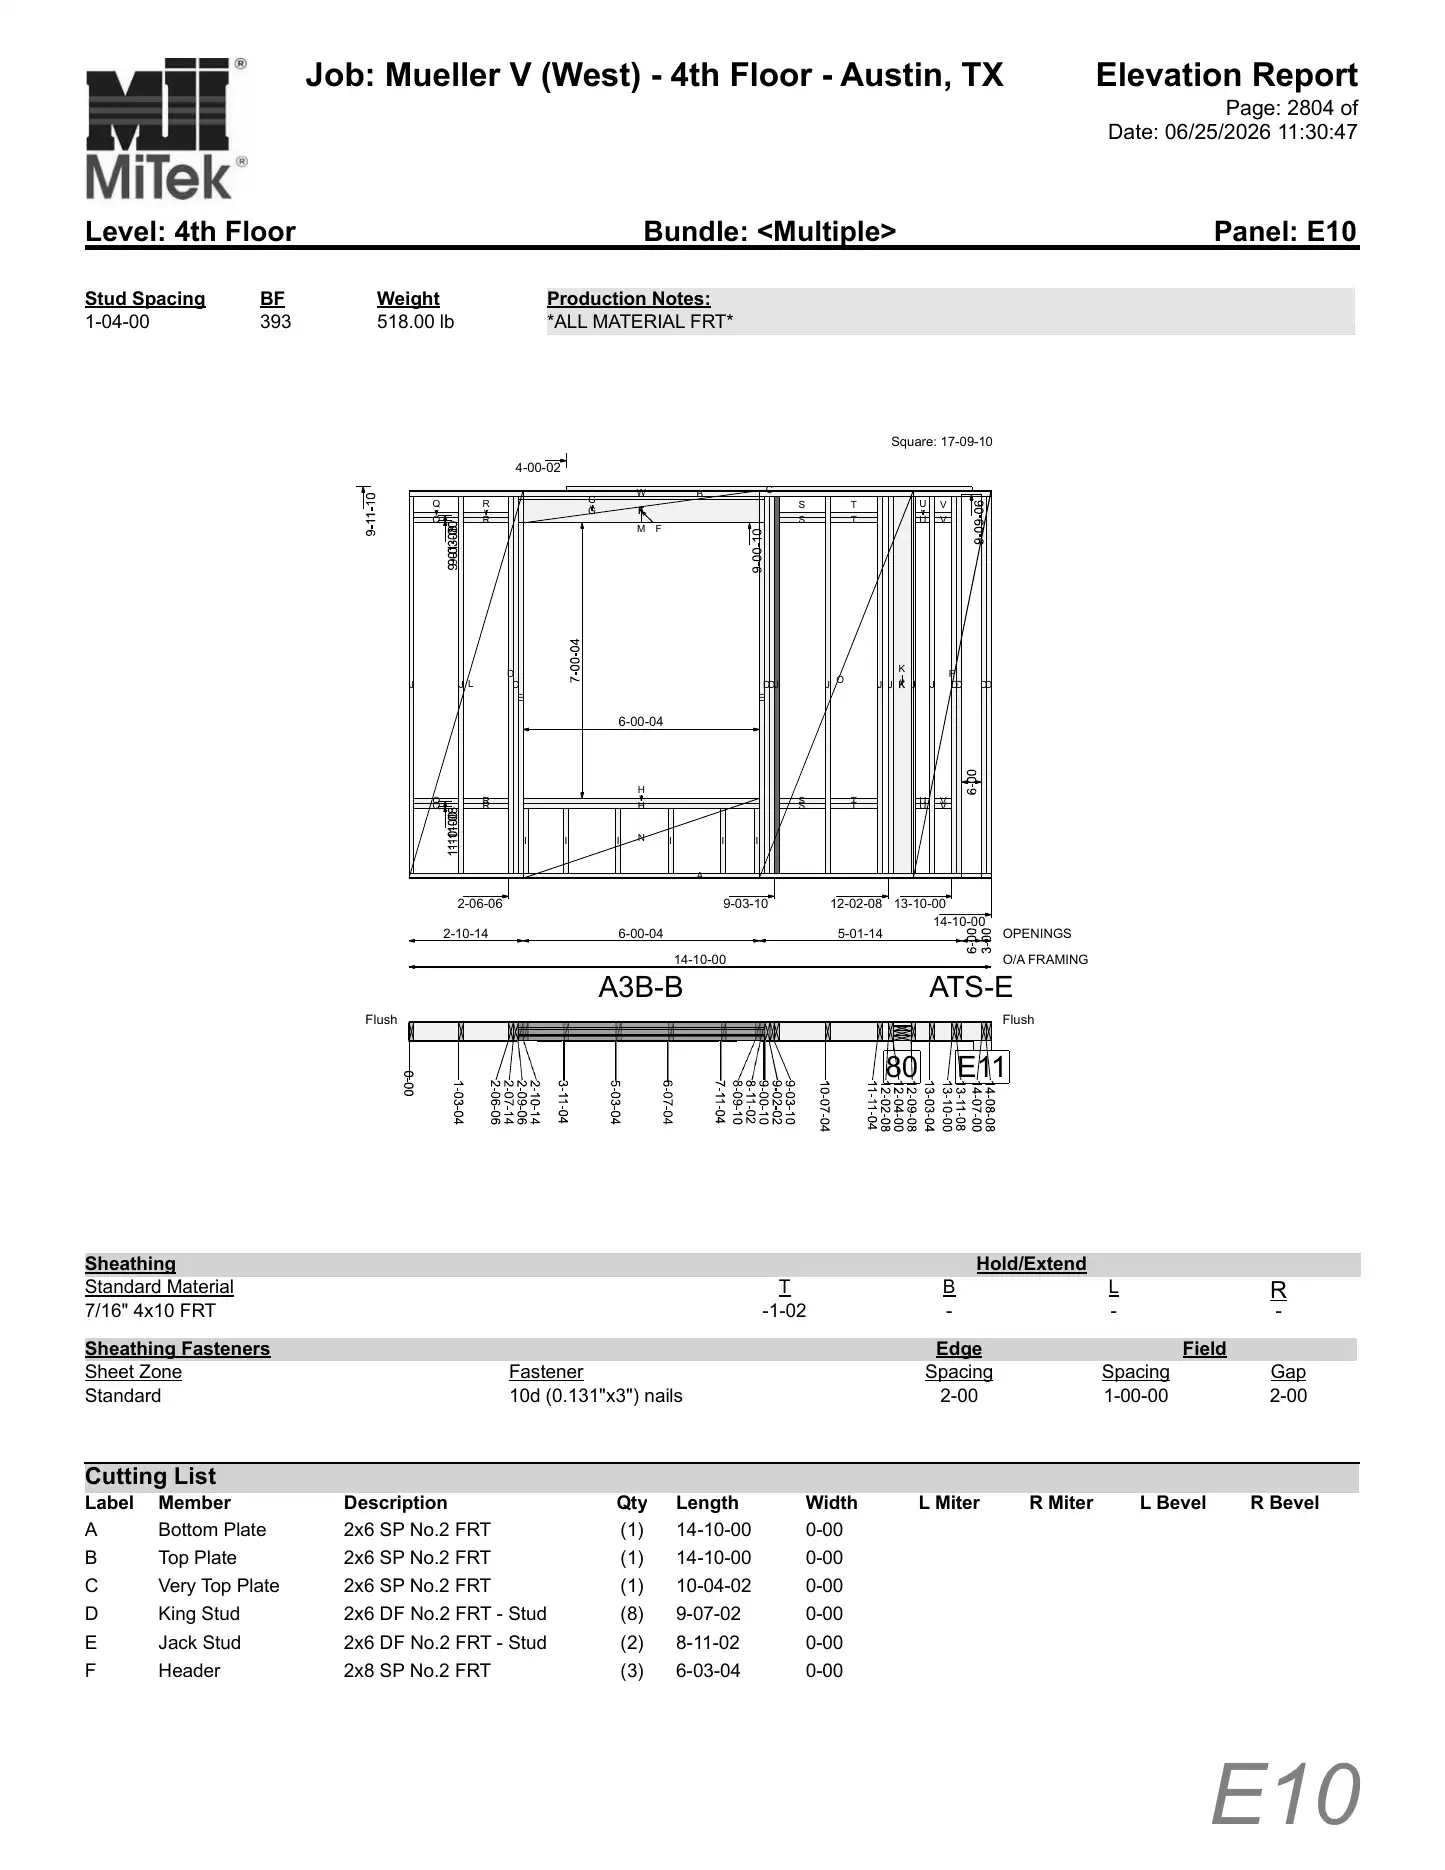 Job: Mueller V (West) - 4th Floor - Austin, TX
Elevation Report
Page: 2804 of
Date: 06/25/2026 11:30:47
MiTek®
Level: 4th Floor Bundle: <Multiple> Panel: E10
Stud Spacing BF Weight Production Notes:
1-04-00 393 518.00 lb *ALL MATERIAL FRT*
Square: 17-09-10
4-00-02
9-11-10
W B C
Q R G S T U V
Q R G S T U V
M F
9-00-10
9-09-06
7-00-04
K
D L O P
J J D D J J J J K J J D D
E E
6-00-04
6-00
H
Q R H S T U V
N
I I I I I I
A
2-06-06 9-03-10 12-02-08 13-10-00
14-10-00
2-10-14 6-00-04 5-01-14 6-00 3-00 OPENINGS
14-10-00 O/A FRAMING
A3B-B ATS-E
Flush Flush
80 E11
0-00 1-03-04 2-06-06 2-07-14 2-09-06 2-10-14 3-11-04 5-03-04 6-07-04 7-11-04 8-09-10 8-11-02 9-00-10 9-02-02 9-03-10 10-07-04 11-11-04 12-02-08 12-04-00 12-09-08 13-03-04 13-10-00 13-11-08 14-07-00 14-08-08
Sheathing Hold/Extend
Standard Material T B L R
7/16" 4x10 FRT -1-02 - - -
Sheathing Fasteners Edge Field
Sheet Zone Fastener Spacing Spacing Gap
Standard 10d (0.131"x3") nails 2-00 1-00-00 2-00
Cutting List
Label Member Description Qty Length Width L Miter R Miter L Bevel R Bevel
A Bottom Plate 2x6 SP No.2 FRT (1) 14-10-00 0-00
B Top Plate 2x6 SP No.2 FRT (1) 14-10-00 0-00
C Very Top Plate 2x6 SP No.2 FRT (1) 10-04-02 0-00
D King Stud 2x6 DF No.2 FRT - Stud (8) 9-07-02 0-00
E Jack Stud 2x6 DF No.2 FRT - Stud (2) 8-11-02 0-00
F Header 2x8 SP No.2 FRT (3) 6-03-04 0-00
E10